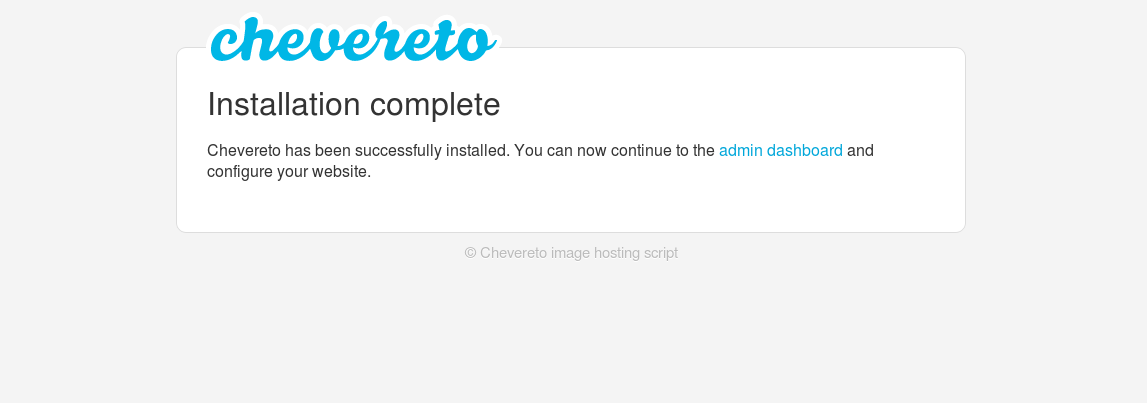 chevereto
Installation complete
Chevereto has been successfully installed. You can now continue to the admin dashboard and
configure your website.
© Chevereto image hosting script